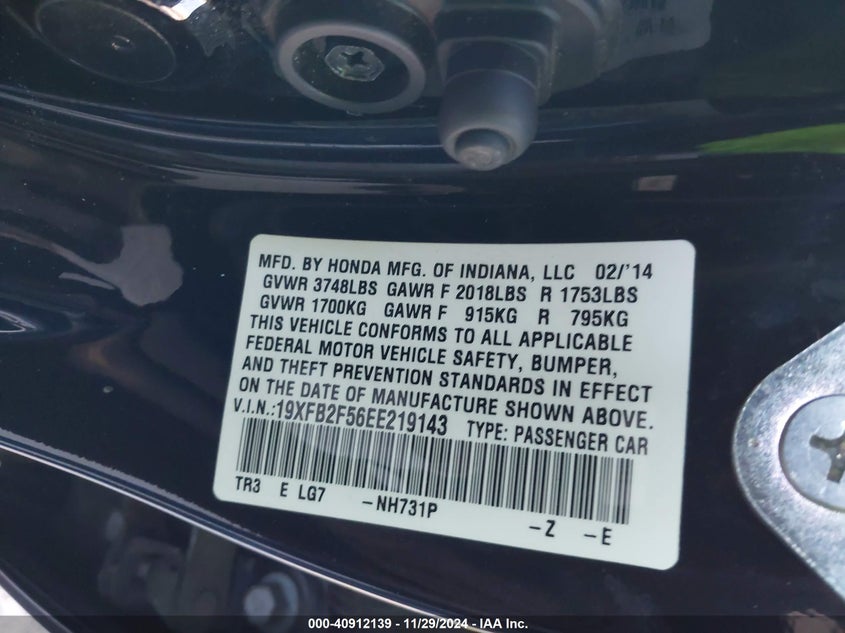 MFD. BY HONDA MFG. OF INDIANA, LLC 02/'14
GVWR 3748LBS GAWR F 2018LBS R 1753LBS
GVWR 1700KG GAWR F 915KG R 795KG
THIS VEHICLE CONFORMS TO ALL APPLICABLE
FEDERAL MOTOR VEHICLE SAFETY, BUMPER,
AND THEFT PREVENTION STANDARDS IN EFFECT
ON THE DATE OF MANUFACTURE SHOWN ABOVE.
V.I.N.:19XFB2F56EE219143 TYPE: PASSENGER CAR
TR3 E LG7 -NH731P -Z -E
000-40912139 - 11/29/2024 - IAA Inc.